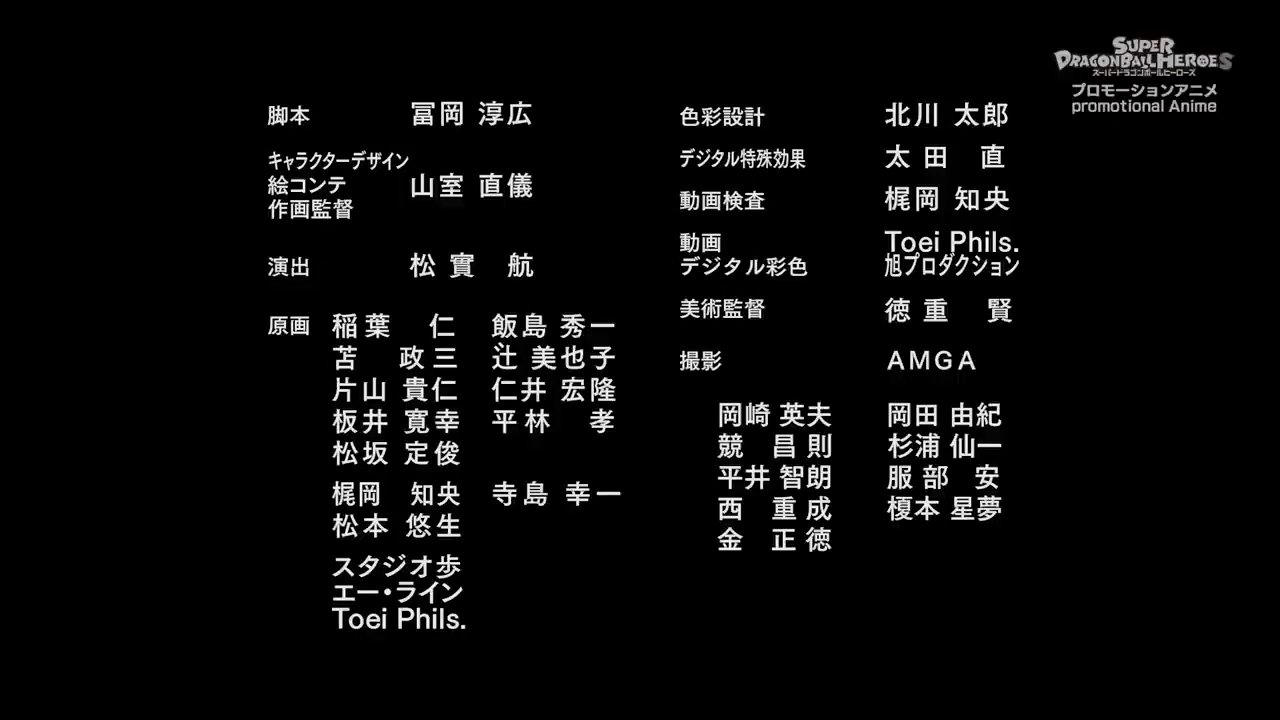 SUPER
DRAGONBALL HEROES
スーパードラゴンボールヒーローズ
プロモーションアニメ
promotional Anime
脚本 冨岡 淳広
キャラクターデザイン
絵コンテ 山室 直儀
作画監督
演出 松實 航
原画 稲葉 仁 飯島 秀一
苫 政三 辻 美也子
片山 貴仁 仁井 宏隆
板井 寛幸 平林 孝
松坂 定俊
梶岡 知央 寺島 幸一
松本 悠生
スタジオ歩
エー・ライン
Toei Phils.
色彩設計 北川 太郎
デジタル特殊効果 太田 直
動画検査 梶岡 知央
動画 Toei Phils.
デジタル彩色 旭プロダクション
美術監督 徳重 賢
撮影 AMGA
岡崎 英夫 岡田 由紀
競 昌則 杉浦 仙一
平井 智朗 服部 安
西 重成 榎本 星夢
金 正徳